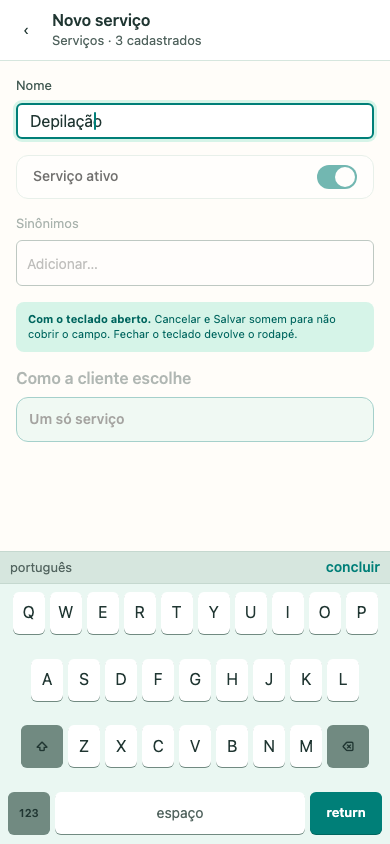 Novo serviço
Serviços · 3 cadastrados
Nome
Depilação
Serviço ativo
Sinônimos
Adicionar...
Com o teclado aberto. Cancelar e Salvar somem para não
cobrir o campo. Fechar o teclado devolve o rodapé.
Como a cliente escolhe
Um só serviço
português
concluir
Q W E R T Y U I O P
A S D F G H J K L
Z X C V B N M
123
espaço
return